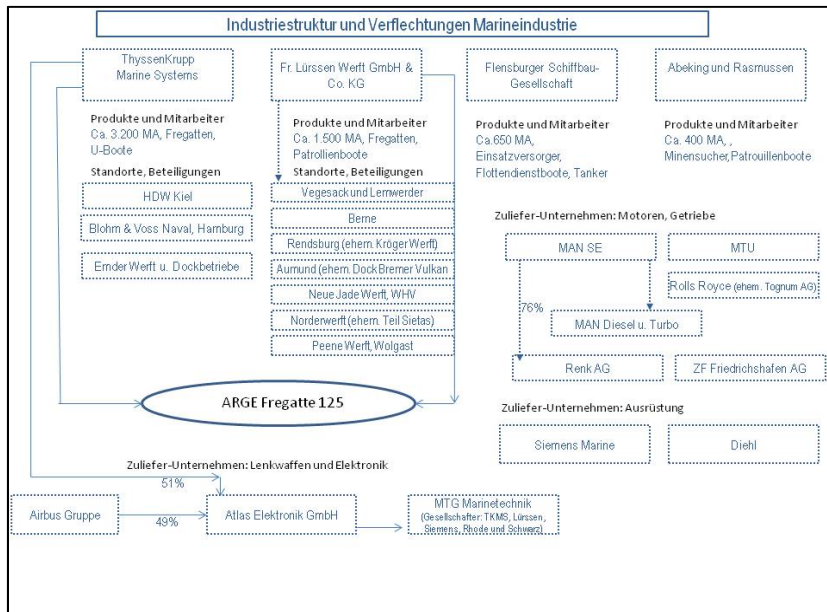 Industriestruktur und Verflechtungen Marineindustrie
ThyssenKrupp
Marine Systems
Fr. Lürssen Werft GmbH &
Co. KG
Flensburger Schiffbau-
Gesellschaft
Abeking und Rasmussen
Produkte und Mitarbeiter
Ca. 3.200 MA, Fregatten,
U-Boote
Standorte, Beteiligungen
HDW Kiel
Blohm & Voss Naval, Hamburg
Emder Werft u. Dockbetriebe
Produkte und Mitarbeiter
Ca. 1.500 MA, Fregatten,
Patrollienboote
Standorte, Beteiligungen
Vegesack und Lemwerder
Berne
Rendsburg (ehem. Kröger Werft)
Aumund (ehem. Dock Bremer Vulkan
Neue Jade Werft, WHV
Norderwerft (ehem. Teil Sietas)
Peene Werft, Wolgast
Produkte und Mitarbeiter
Ca.650 MA,
Einsatzversorger,
Flottendienstboote, Tanker
Produkte und Mitarbeiter
Ca. 400 MA, ,
Minensucher, Patrouillenboote
Zuliefer-Unternehmen: Motoren, Getriebe
MAN SE
MTU
Rolls Royce (ehem. Tognum AG)
76%
MAN Diesel u. Turbo
Renk AG
ZF Friedrichshafen AG
ARGE Fregatte 125
Zuliefer-Unternehmen: Ausrüstung
Siemens Marine
Diehl
Zuliefer-Unternehmen: Lenkwaffen und Elektronik
51%
Airbus Gruppe
49%
Atlas Elektronik GmbH
MTG Marinetechnik
(Gesellschafter: TKMS, Lürssen,
Siemens, Rhode und Schwarz)